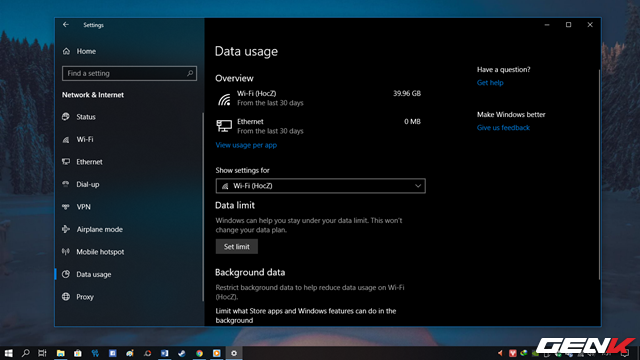 Settings
Home
Find a setting
Network & Internet
Status
Wi-Fi
Ethernet
Dial-up
VPN
Airplane mode
Mobile hotspot
Data usage
Proxy
Data usage
Overview
Wi-Fi (HocZ) 39.96 GB
From the last 30 days
Ethernet 0 MB
From the last 30 days
View usage per app
Show settings for
Wi-Fi (HocZ)
Data limit
Windows can help you stay under your data limit. This won't
change your data plan.
Set limit
Background data
Restrict background data to help reduce data usage on Wi-Fi
(HocZ).
Limit what Store apps and Windows features can do in the
background
Have a question?
Get help
Make Windows better
Give us feedback
GENK